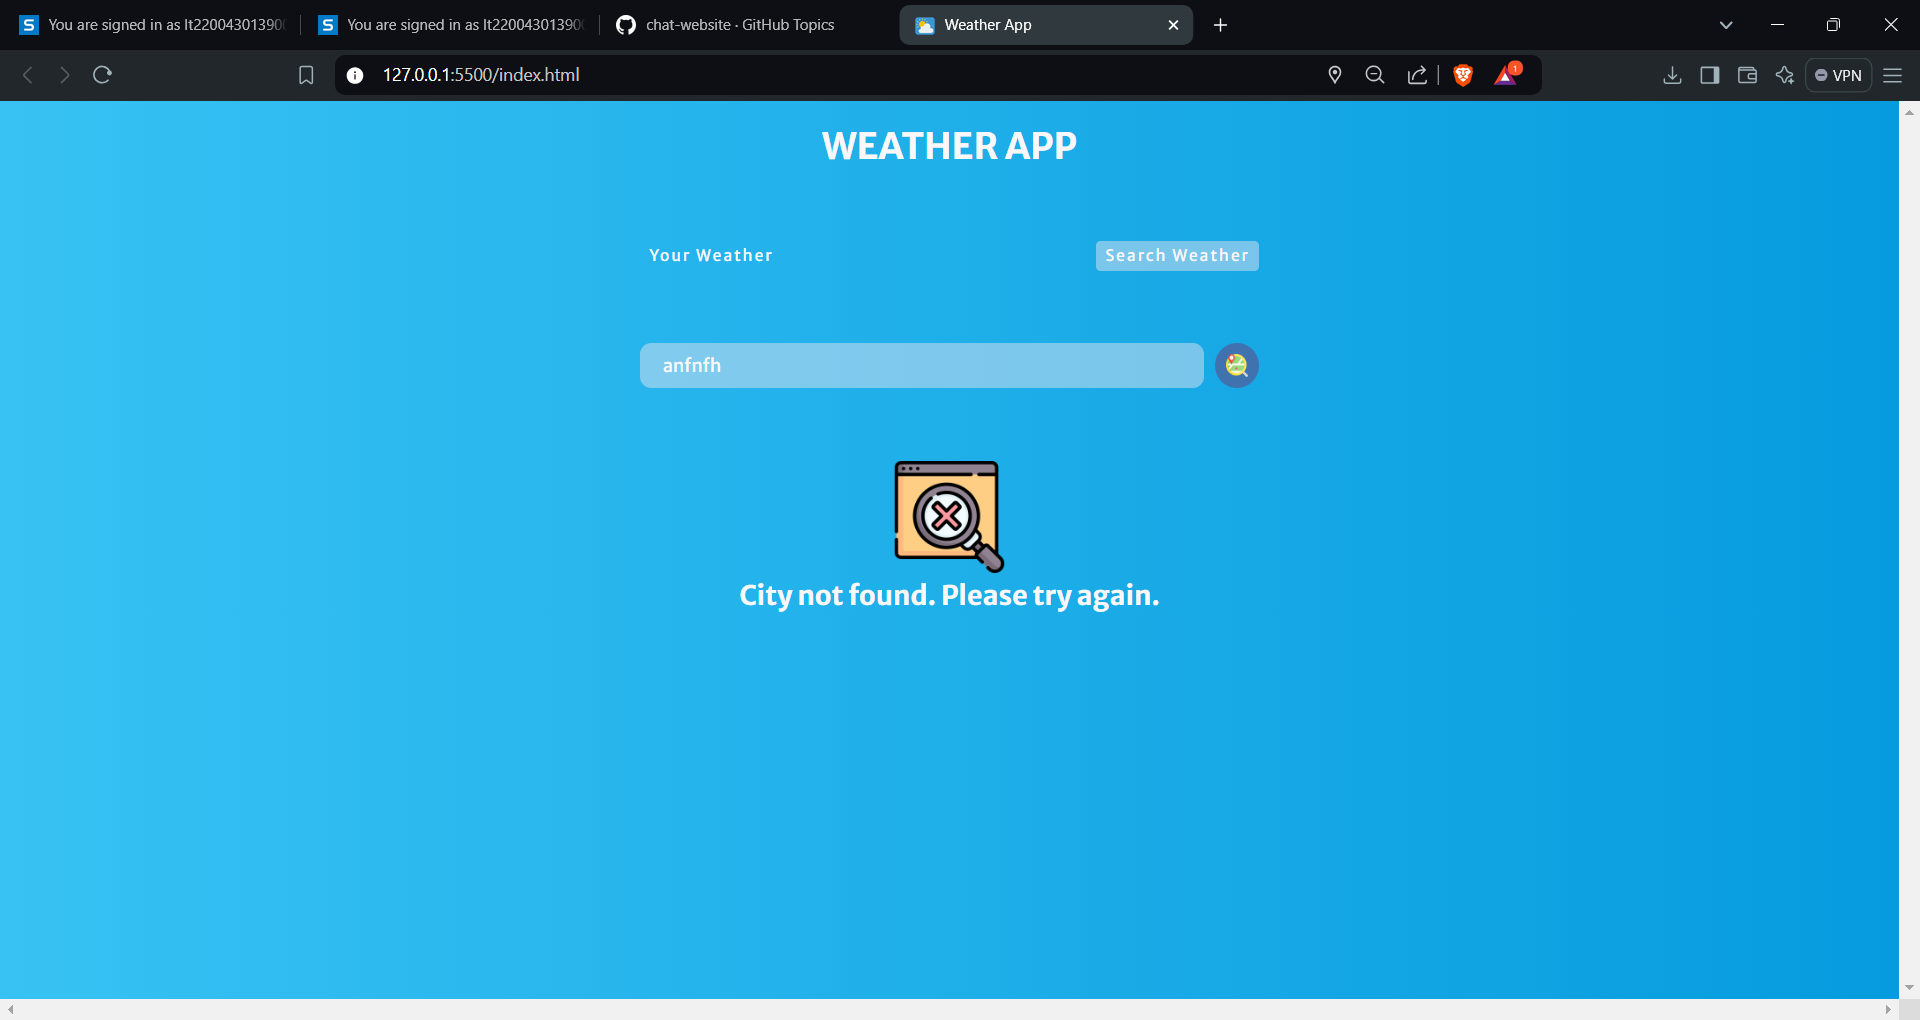 You are signed in as lt220043013900
You are signed in as lt220043013900
chat-website · GitHub Topics
Weather App
127.0.0.1:5500/index.html
1
VPN
WEATHER APP
Your Weather
Search Weather
anfnfh
City not found. Please try again.